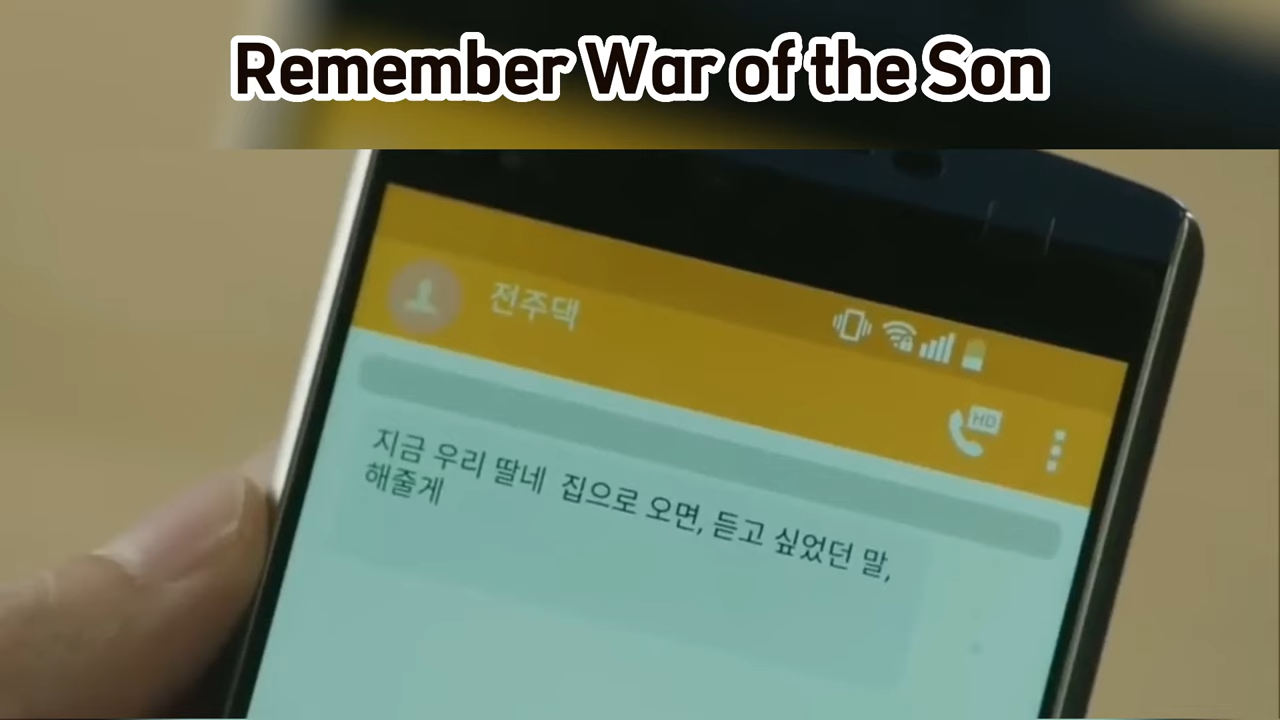 Remember War of the Son
전주댁
HD
지금 우리 딸네 집으로 오면, 듣고 싶었던 말,
해줄게